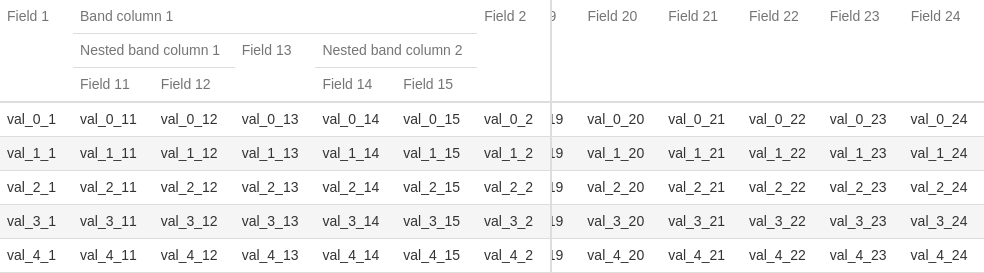 Field 1 Band column 1 Field 2 9 Field 20 Field 21 Field 22 Field 23 Field 24
Nested band column 1 Field 13 Nested band column 2
Field 11 Field 12 Field 14 Field 15
val_0_1 val_0_11 val_0_12 val_0_13 val_0_14 val_0_15 val_0_2 19 val_0_20 val_0_21 val_0_22 val_0_23 val_0_24
val_1_1 val_1_11 val_1_12 val_1_13 val_1_14 val_1_15 val_1_2 19 val_1_20 val_1_21 val_1_22 val_1_23 val_1_24
val_2_1 val_2_11 val_2_12 val_2_13 val_2_14 val_2_15 val_2_2 19 val_2_20 val_2_21 val_2_22 val_2_23 val_2_24
val_3_1 val_3_11 val_3_12 val_3_13 val_3_14 val_3_15 val_3_2 19 val_3_20 val_3_21 val_3_22 val_3_23 val_3_24
val_4_1 val_4_11 val_4_12 val_4_13 val_4_14 val_4_15 val_4_2 19 val_4_20 val_4_21 val_4_22 val_4_23 val_4_24